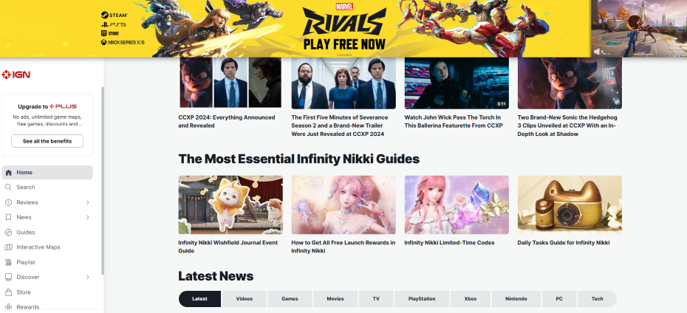 MARVEL
RIVALS
PLAY FREE NOW
STEAM
PS5
XBOX SERIES X|S
IGN
Upgrade to PLUS
No ads, unlimited game maps,
free games, discounts and...
See all the benefits
Home
Search
Reviews
News
Guides
Interactive Maps
Playlist
Discover
Store
Rewards
CCXP 2024: Everything Announced
and Revealed
The First Five Minutes of Severance
Season 2 and a Brand-New Trailer
Were Just Revealed at CCXP 2024
3:11
Watch John Wick Pass The Torch In
This Ballerina Featurette From CCXP
Two Brand-New Sonic the Hedgehog
3 Clips Unveiled at CCXP With an In-
Depth Look at Shadow
The Most Essential Infinity Nikki Guides
Infinity Nikki Wishfield Journal Event
Guide
How to Get All Free Launch Rewards in
Infinity Nikki
Infinity Nikki Limited-Time Codes
Daily Tasks Guide for Infinity Nikki
Latest News
Latest
Videos
Games
Movies
TV
PlayStation
Xbox
Nintendo
PC
Tech